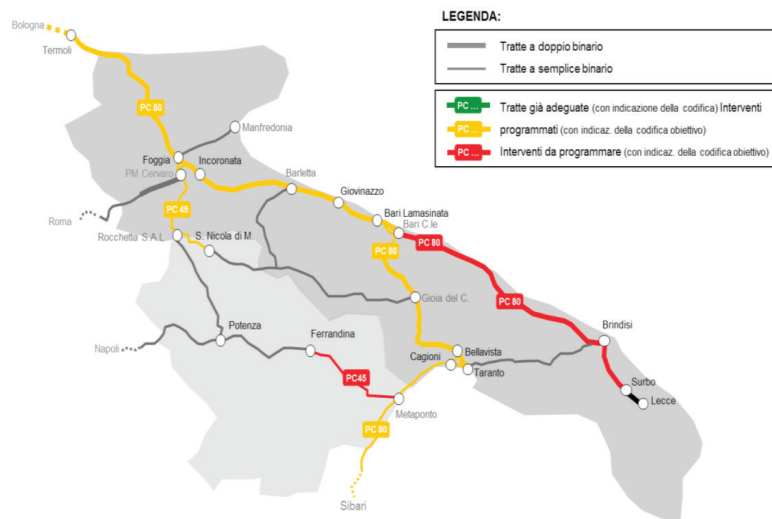 LEGENDA:
Tratte a doppio binario
Tratte a semplice binario
PC ... Tratte già adeguate (con indicazione della codifica) Interventi
PC ... programmati (con indicaz. della codifica obiettivo)
PC ... Interventi da programmare (con indicaz. della codifica obiettivo)
Bologna
Termoli
PC 80
Manfredonia
Foggia
Incoronata
PM Cervaro
Barletta
Giovinazzo
PC 45
Roma
Bari Lamasinata
Bari C.le
Rocchetta S.A.L.
S. Nicola di M.
PC 80
PC 80
Gioia del C.
PC 80
Potenza
Ferrandina
Napoli
Brindisi
Bellavista
Cagioni
Taranto
PC45
Surbo
Lecce
Metaponto
PC 80
Sibari